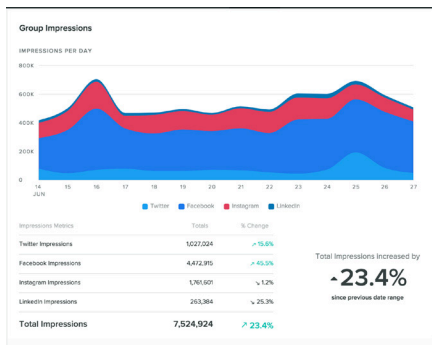 Group Impressions
IMPRESSIONS PER DAY
800K
600K
400K
200K
0
14 15 16 17 18 19 20 21 22 23 24 25 26 27
JUN
Twitter Facebook Instagram LinkedIn
Impressions Metrics Totals % Change
Twitter Impressions 1,027,024 ↗ 15.6%
Facebook Impressions 4,472,915 ↗ 45.5%
Instagram Impressions 1,761,601 ↘ 1.2%
LinkedIn Impressions 263,384 ↘ 25.3%
Total Impressions 7,524,924 ↗ 23.4%
Total Impressions increased by
23.4%
since previous date range